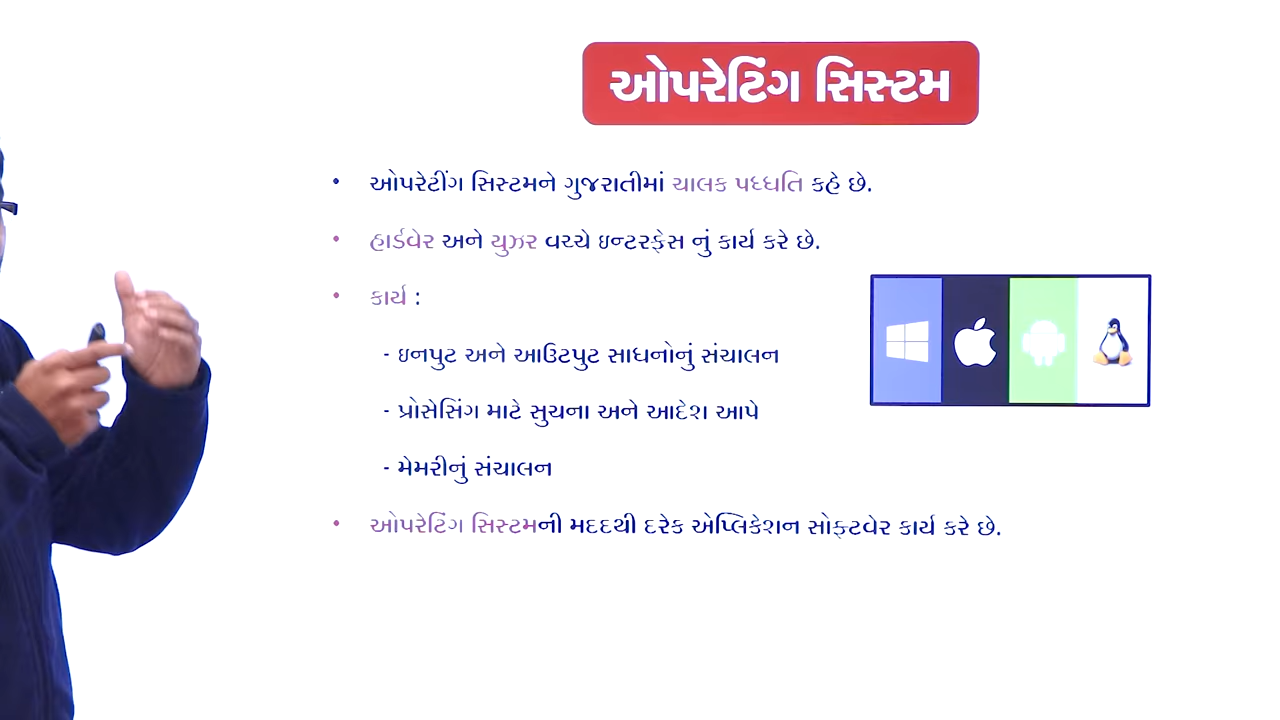 ઓપરેટિંગ સિસ્ટમ
• ઓપરેટીંગ સિસ્ટમને ગુજરાતીમાં ચાલક પધ્ધતિ કહે છે.
• હાર્ડવેર અને યુઝર વચ્ચે ઇન્ટરફેસ નું કાર્ય કરે છે.
• કાર્ય :
- ઇનપુટ અને આઉટપુટ સાધનોનું સંચાલન
- પ્રોસેસિંગ માટે સુચના અને આદેશ આપે
- મેમરીનું સંચાલન
• ઓપરેટિંગ સિસ્ટમની મદદથી દરેક એપ્લિકેશન સોફ્ટવેર કાર્ય કરે છે.